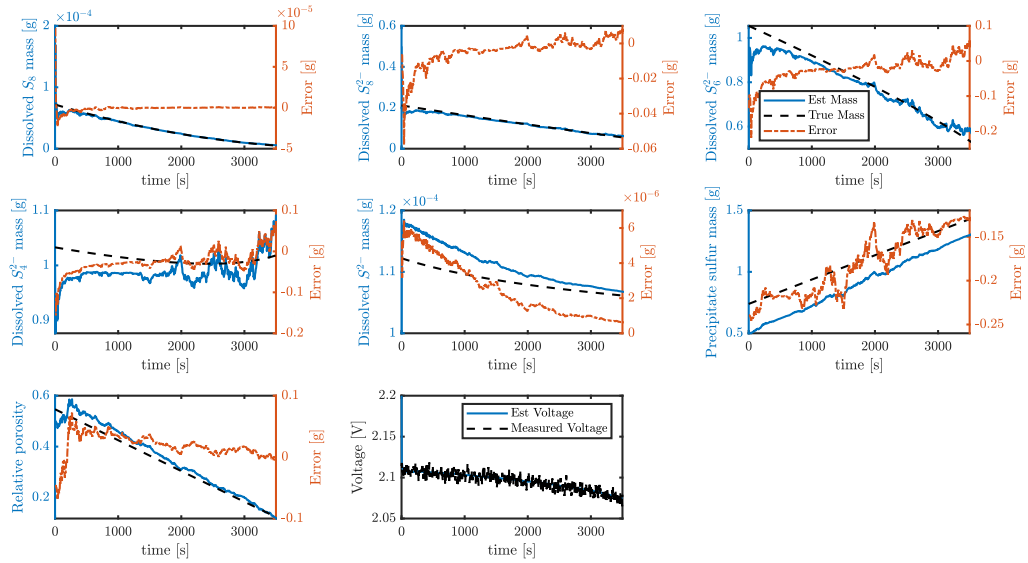 ×10⁻⁴
×10⁻⁵
Dissolved S₈ mass [g]
2
1
0
10
5
0
-5
Error [g]
0 1000 2000 3000
time [s]
Dissolved S₈²⁻ mass [g]
0.6
0.4
0.2
0
0
-0.02
-0.04
-0.06
Error [g]
0 1000 2000 3000
time [s]
Dissolved S₆²⁻ mass [g]
1
0.8
0.6
Est Mass
True Mass
Error
0.1
0
-0.1
-0.2
Error [g]
0 1000 2000 3000
time [s]
Dissolved S₄²⁻ mass [g]
1.1
1
0.9
0.1
0
-0.1
-0.2
Error [g]
0 1000 2000 3000
time [s]
×10⁻⁴
×10⁻⁶
Dissolved S²⁻ mass [g]
1.2
1.1
1
6
4
2
0
Error [g]
0 1000 2000 3000
time [s]
Precipitate sulfur mass [g]
1.5
1
0.5
-0.15
-0.2
-0.25
Error [g]
0 1000 2000 3000
time [s]
Relative porosity
0.6
0.4
0.2
0.1
0
-0.1
Error [g]
0 1000 2000 3000
time [s]
Voltage [V]
2.2
2.15
2.1
2.05
Est Voltage
Measured Voltage
0 1000 2000 3000
time [s]